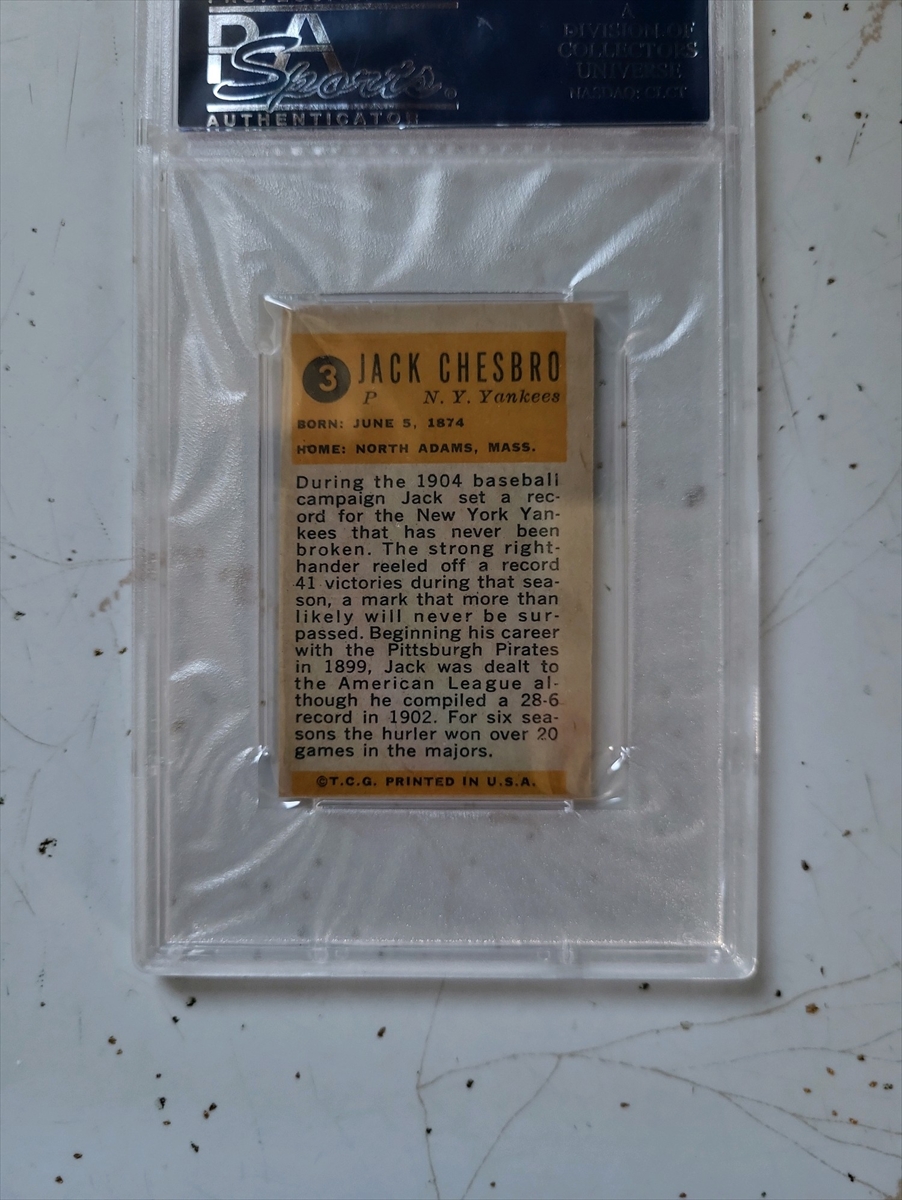 PSA
Sports
AUTHENTICATOR
A
DIVISION OF
COLLECTORS
UNIVERSE
NASDAQ: CLCT
3 JACK CHESBRO
P N. Y. Yankees
BORN: JUNE 5, 1874
HOME: NORTH ADAMS, MASS.
During the 1904 baseball
campaign Jack set a rec-
ord for the New York Yan-
kees that has never been
broken. The strong right-
hander reeled off a record
41 victories during that sea-
son, a mark that more than
likely will never be sur-
passed. Beginning his career
with the Pittsburgh Pirates
in 1899, Jack was dealt to
the American League al-
though he compiled a 28-6
record in 1902. For six sea-
sons the hurler won over 20
games in the majors.
©T.C.G. PRINTED IN U.S.A.